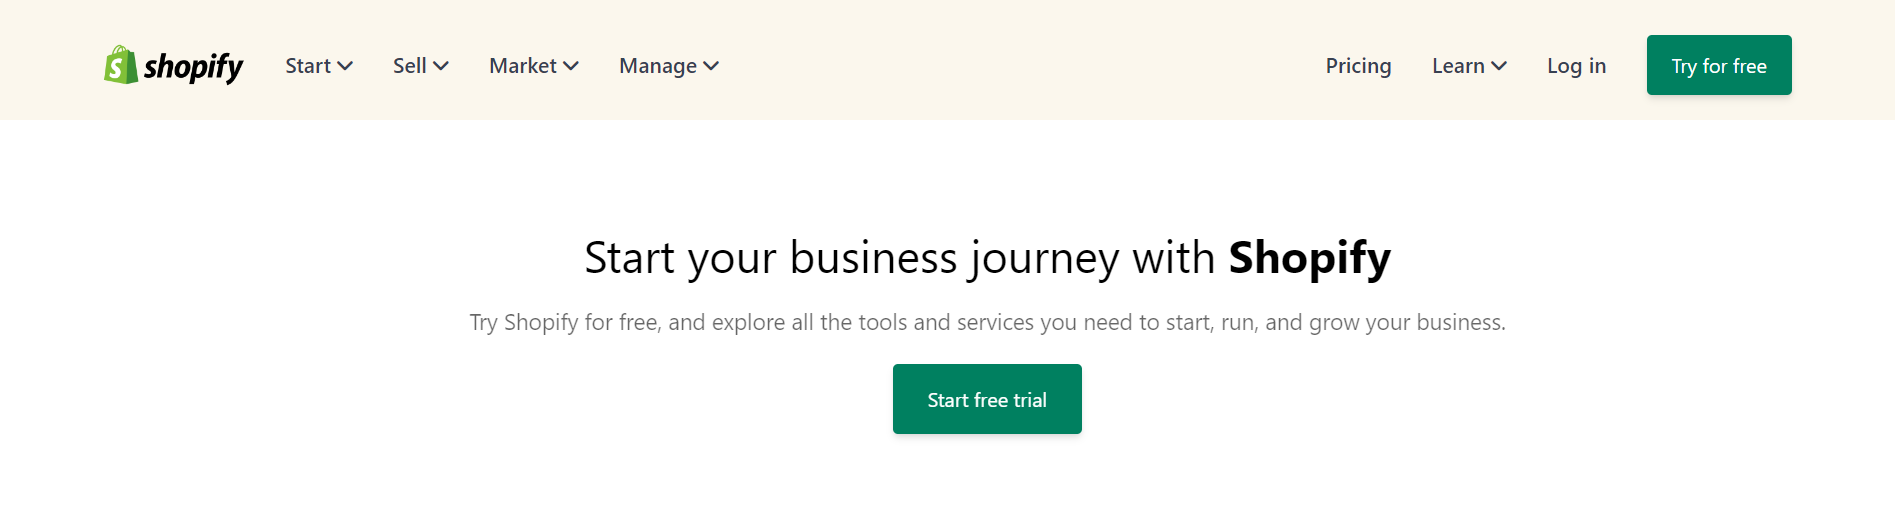 shopify Start Sell Market Manage Pricing Learn Log in Try for free
Start your business journey with Shopify
Try Shopify for free, and explore all the tools and services you need to start, run, and grow your business.
Start free trial